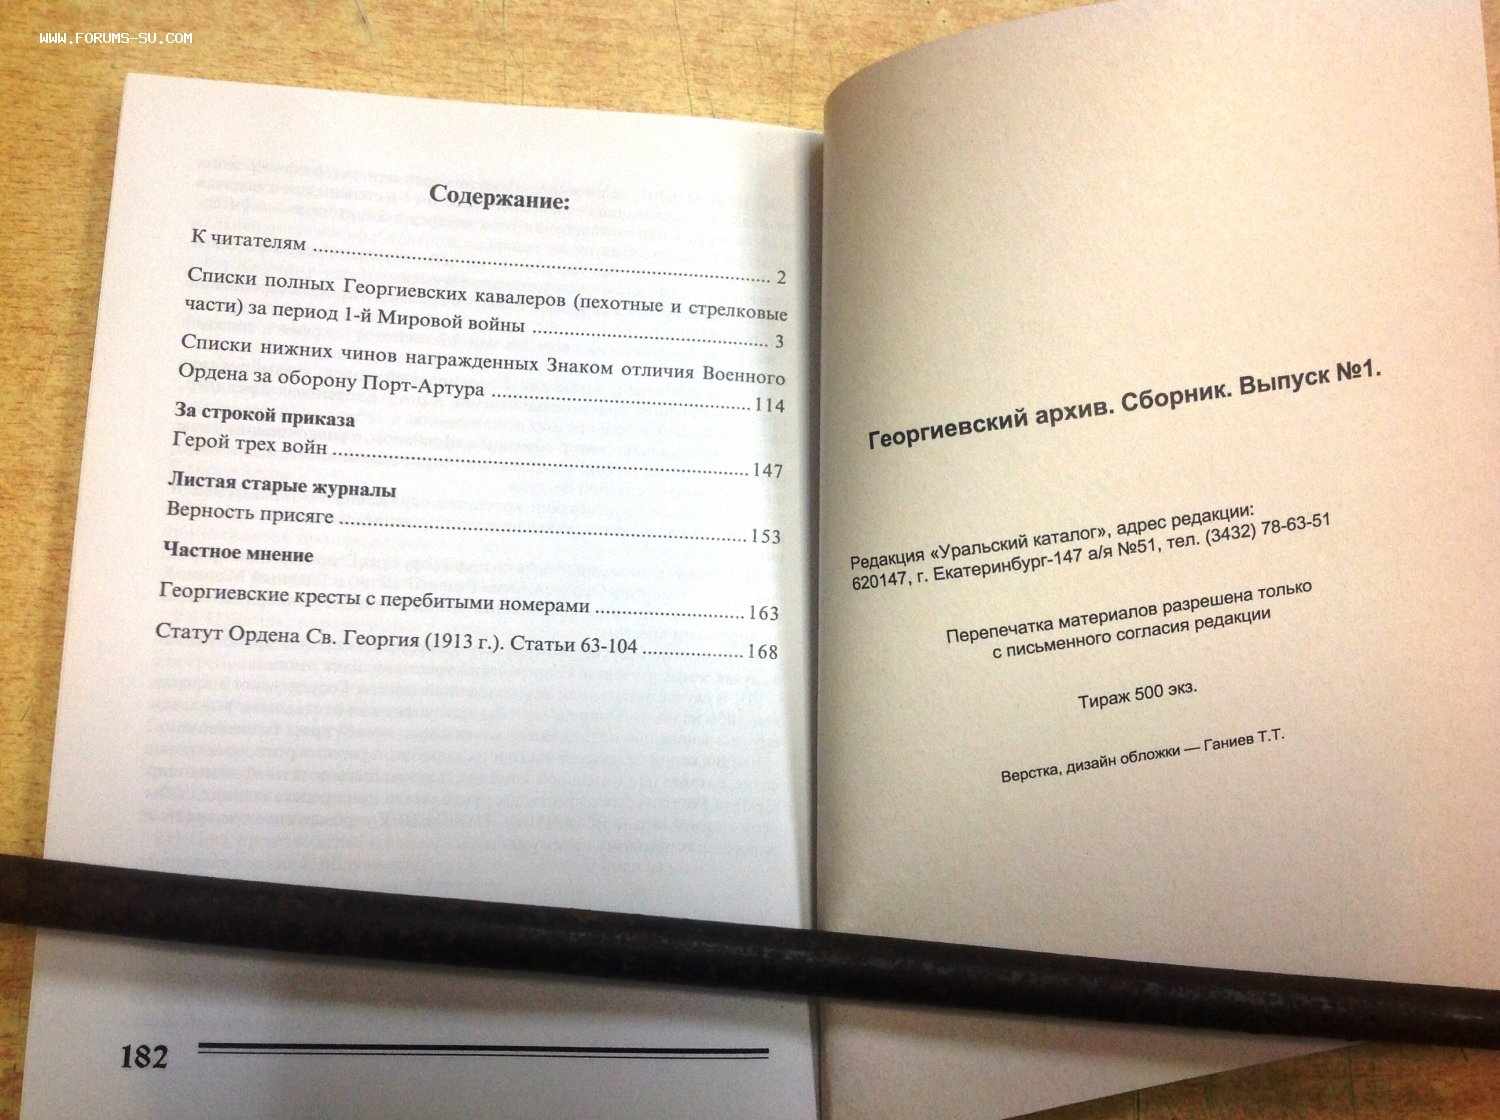 WWW.FORUMS-SU.COM
Содержание:
К читателям ........ 2
Списки полных Георгиевских кавалеров (пехотные и стрелковые
части) за период 1-й Мировой войны ........ 3
Списки нижних чинов награжденных Знаком отличия Военного
Ордена за оборону Порт-Артура ........ 114
За строкой приказа
Герой трех войн ........ 147
Листая старые журналы
Верность присяге ........ 153
Частное мнение
Георгиевские кресты с перебитыми номерами ........ 163
Статут Ордена Св. Георгия (1913 г.). Статьи 63-104 ........ 168
182
Георгиевский архив. Сборник. Выпуск №1.
Редакция «Уральский каталог», адрес редакции:
620147, г. Екатеринбург-147 а/я №51, тел. (3432) 78-63-51
Перепечатка материалов разрешена только
с письменного согласия редакции
Тираж 500 экз.
Верстка, дизайн обложки — Ганиев Т.Т.